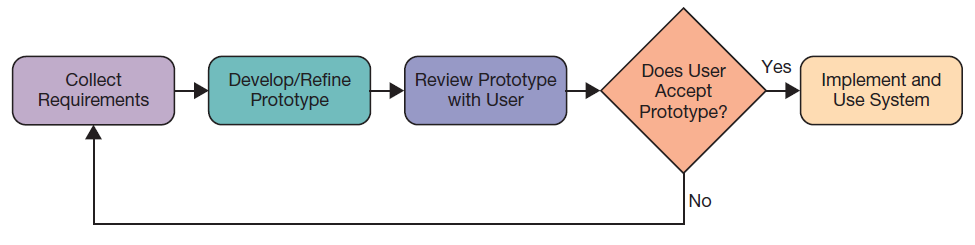 Collect
Requirements
Develop/Refine
Prototype
Review Prototype
with User
Does User
Accept
Prototype?
Yes
Implement and
Use System
No